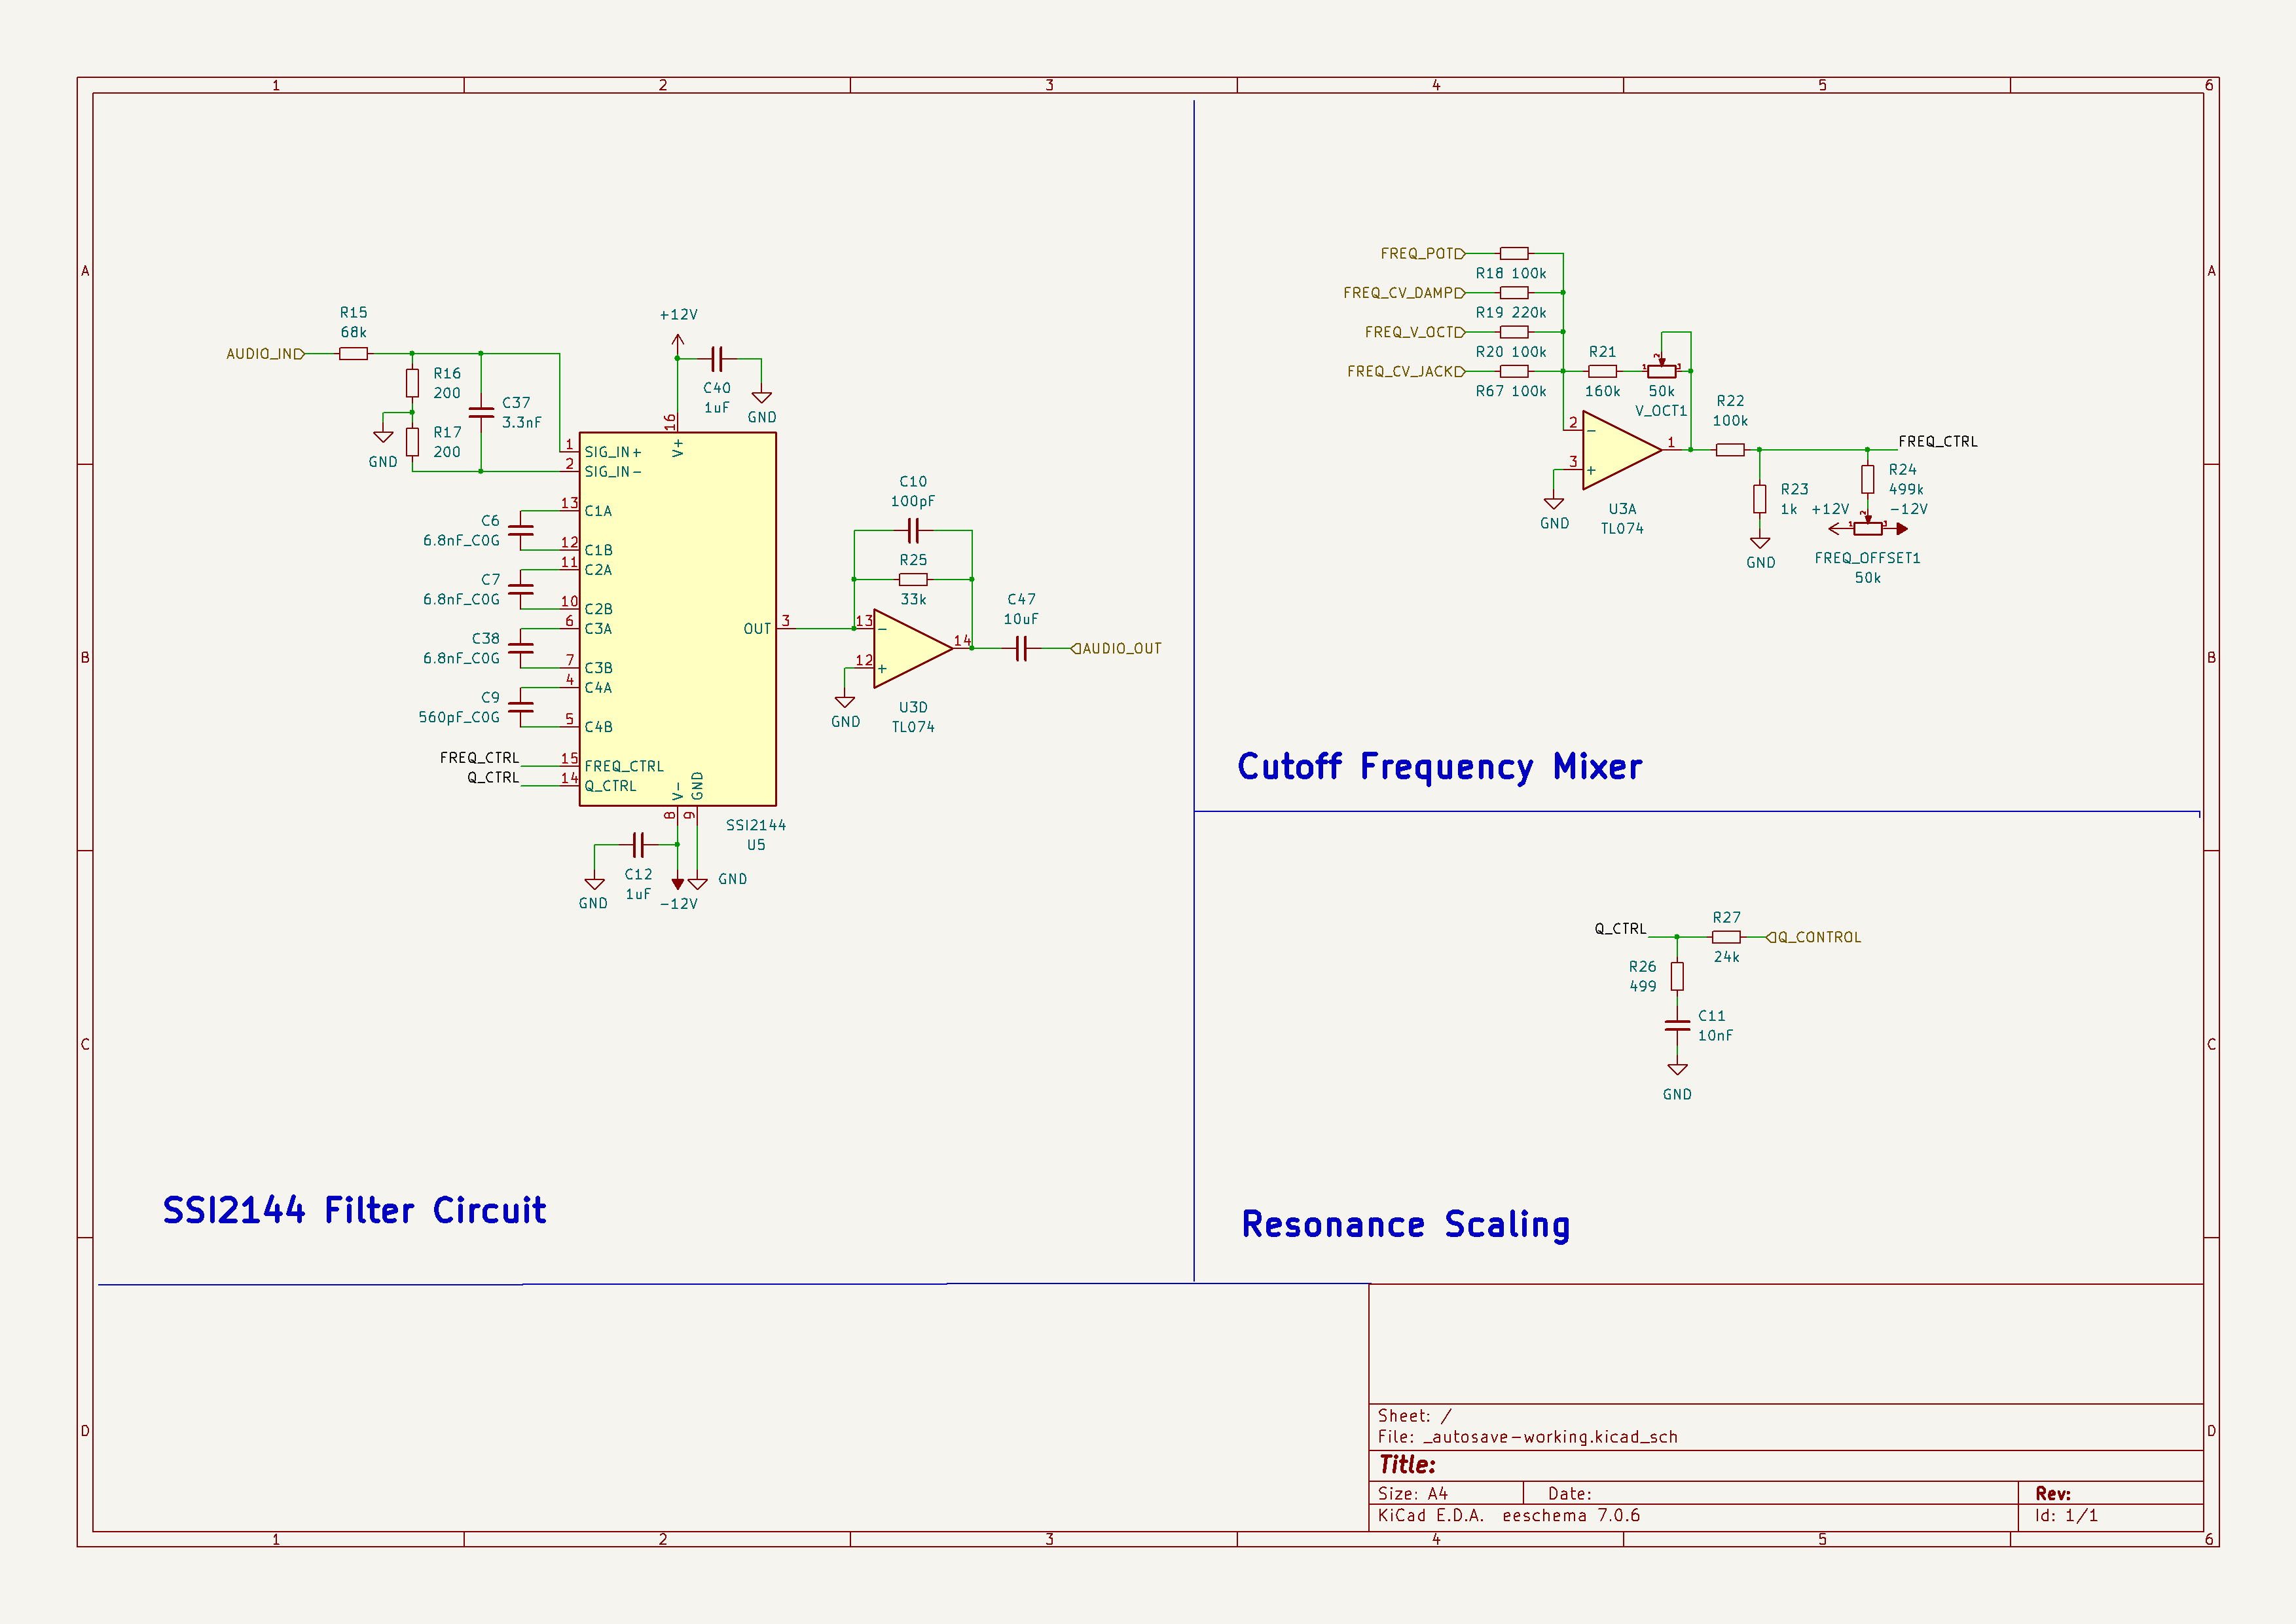 1 2 3 4 5 6
A
B
C
D
R15
68k
AUDIO_IN
R16
200
C37
3.3nF
R17
200
GND
+12V
C40
1uF
GND
16
V+
1 SIG_IN+
2 SIG_IN-
13 C1A
C6
6.8nF_C0G
12 C1B
11 C2A
C7
6.8nF_C0G
10 C2B
6 C3A
C38
6.8nF_C0G
7 C3B
4 C4A
C9
560pF_C0G
5 C4B
FREQ_CTRL 15 FREQ_CTRL
Q_CTRL 14 Q_CTRL
V-
GND
8
9
OUT 3
SSI2144
U5
C12
1uF
GND
-12V
GND
C10
100pF
R25
33k
13
-
12
+
14
GND
U3D
TL074
C47
10uF
AUDIO_OUT
SSI2144 Filter Circuit
FREQ_POT
R18 100k
FREQ_CV_DAMP
R19 220k
FREQ_V_OCT
R20 100k
FREQ_CV_JACK
R67 100k
R21
160k
1 2 3
50k
V_OCT1
2
-
3
+
1
GND
U3A
TL074
R22
100k
FREQ_CTRL
R23
1k
GND
R24
499k
+12V
-12V
1 2 3
FREQ_OFFSET1
50k
Cutoff Frequency Mixer
Q_CTRL
R27
24k
Q_CONTROL
R26
499
C11
10nF
GND
Resonance Scaling
Sheet: /
File: _autosave-working.kicad_sch
Title:
Size: A4
Date:
Rev:
KiCad E.D.A. eeschema 7.0.6
Id: 1/1
A
B
C
D
1 2 3 4 5 6